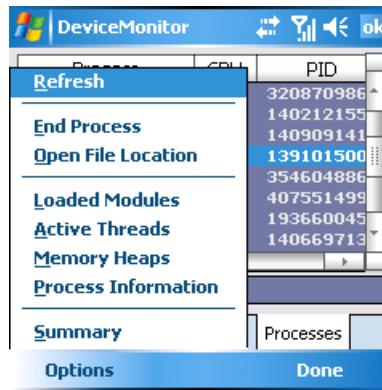 DeviceMonitor ok
PID
Refresh
320870986
140212155
End Process
140909141
Open File Location
139101500
354604886
Loaded Modules
407551499
Active Threads
193660045
140669713
Memory Heaps
Process Information
Summary
Processes
Options Done